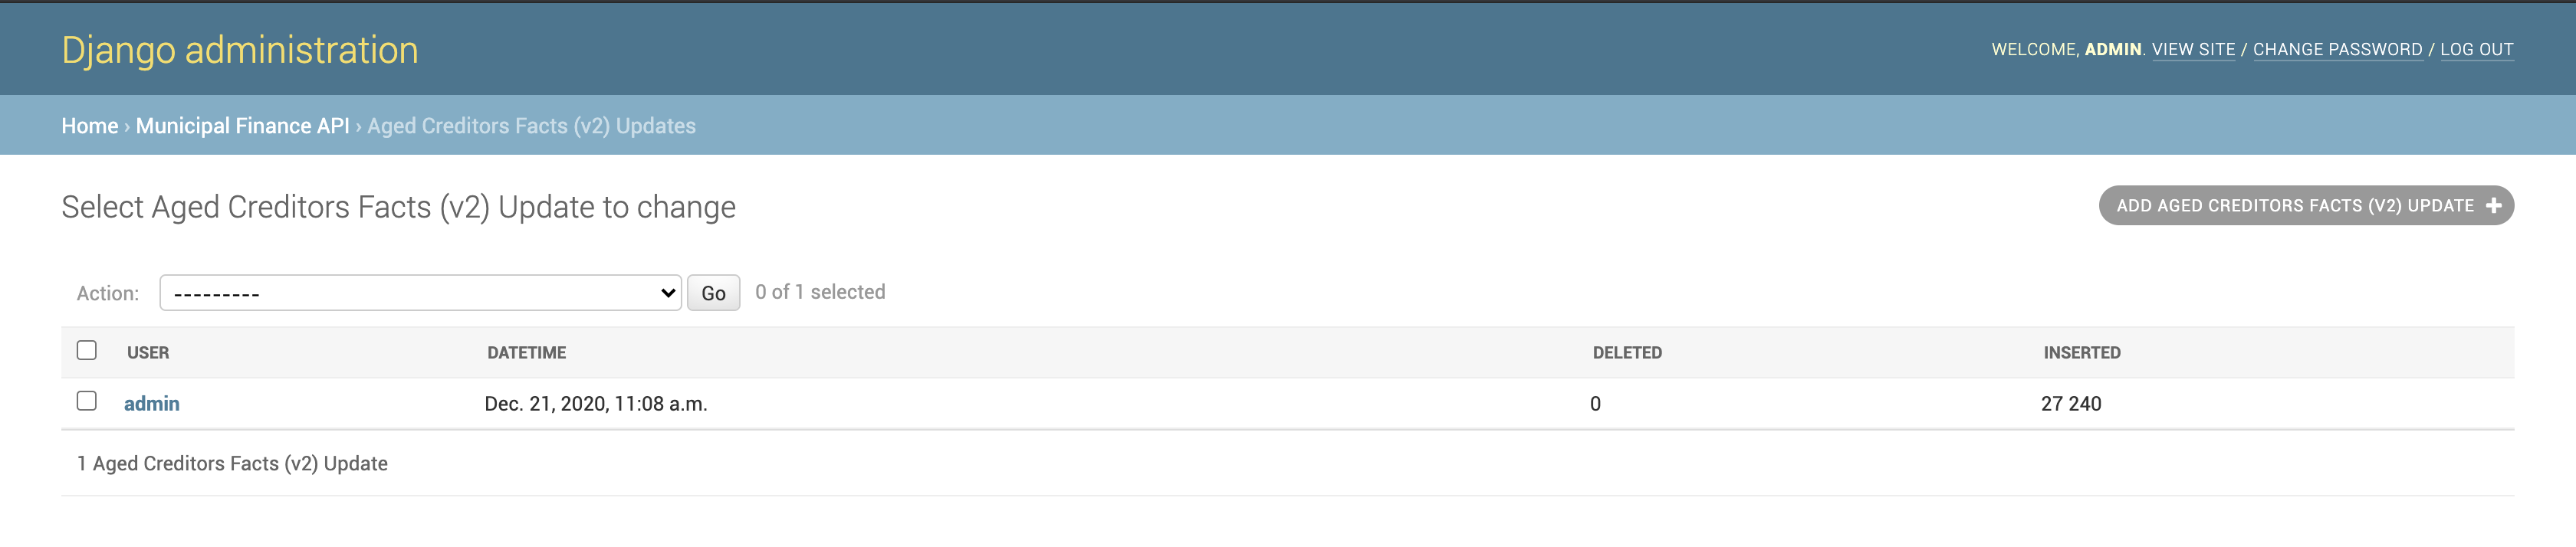 Django administration
WELCOME, ADMIN. VIEW SITE / CHANGE PASSWORD / LOG OUT
Home › Municipal Finance API › Aged Creditors Facts (v2) Updates
Select Aged Creditors Facts (v2) Update to change
ADD AGED CREDITORS FACTS (V2) UPDATE +
Action: --------- Go 0 of 1 selected
USER DATETIME DELETED INSERTED
admin Dec. 21, 2020, 11:08 a.m. 0 27 240
1 Aged Creditors Facts (v2) Update